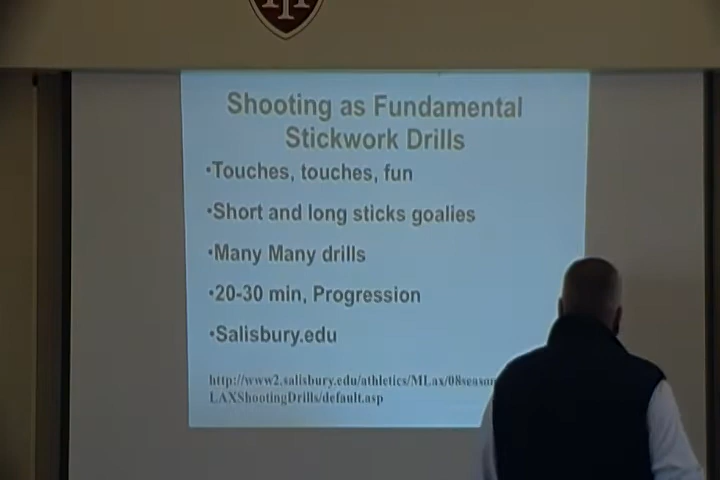 Shooting as Fundamental
Stickwork Drills
•Touches, touches, fun
•Short and long sticks goalies
•Many Many drills
•20-30 min, Progression
•Salisbury.edu
http://www2.salisbury.edu/athletics/MLax/08season
LAXShootingDrills/default.asp